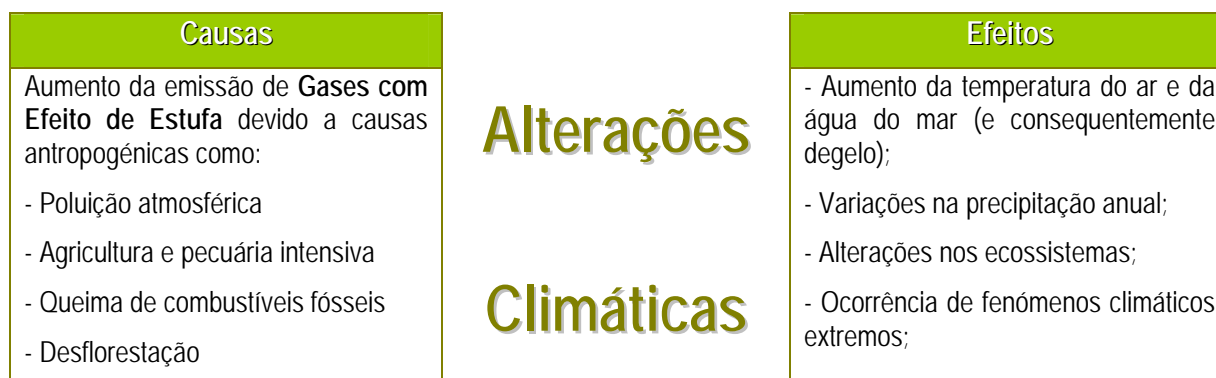 Causas
Aumento da emissão de Gases com
Efeito de Estufa devido a causas
antropogénicas como:
- Poluição atmosférica
- Agricultura e pecuária intensiva
- Queima de combustíveis fósseis
- Desflorestação
Alterações
Climáticas
Efeitos
- Aumento da temperatura do ar e da
água do mar (e consequentemente
degelo);
- Variações na precipitação anual;
- Alterações nos ecossistemas;
- Ocorrência de fenómenos climáticos
extremos;